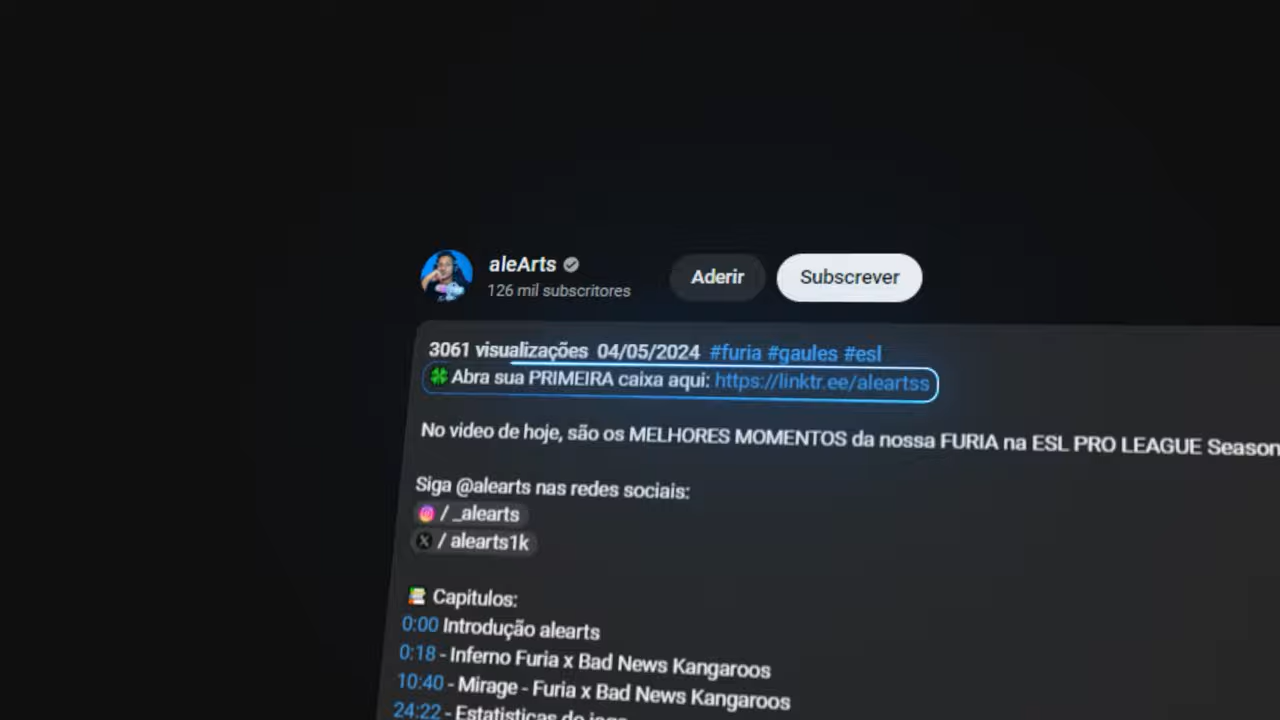 aleArts
126 mil subscritores
Aderir
Subscrever
3061 visualizações 04/05/2024 #furia #gaules #esl
Abra sua PRIMEIRA caixa aqui: https://linktr.ee/aleartss
No video de hoje, são os MELHORES MOMENTOS da nossa FURIA na ESL PRO LEAGUE Season
Siga @alearts nas redes sociais:
/ _alearts
/ alearts1k
Capitulos:
0:00 Introdução alearts
0:18 - Inferno Furia x Bad News Kangaroos
10:40 - Mirage - Furia x Bad News Kangaroos
24:22 - Estatisticas do jogo